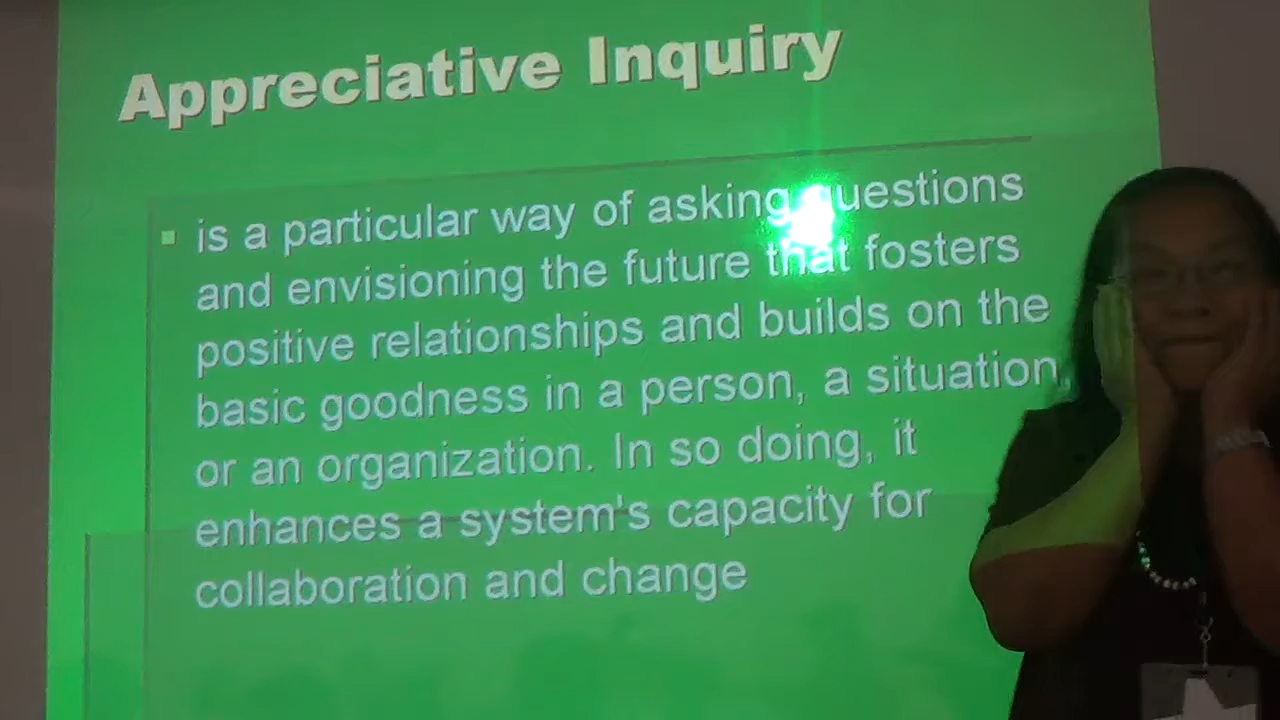 Appreciative Inquiry
is a particular way of asking questions
and envisioning the future that fosters
positive relationships and builds on the
basic goodness in a person, a situation,
or an organization. In so doing, it
enhances a system's capacity for
collaboration and change